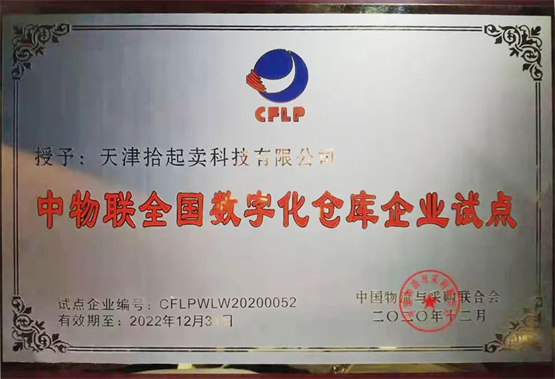 CFLP
授予：天津拾起卖科技有限公司
中物联全国数字化仓库企业试点
试点企业编号：CFLPWLW20200052
有效期至：2022年12月31日
中国物流与采购联合会
二〇二〇年十二月